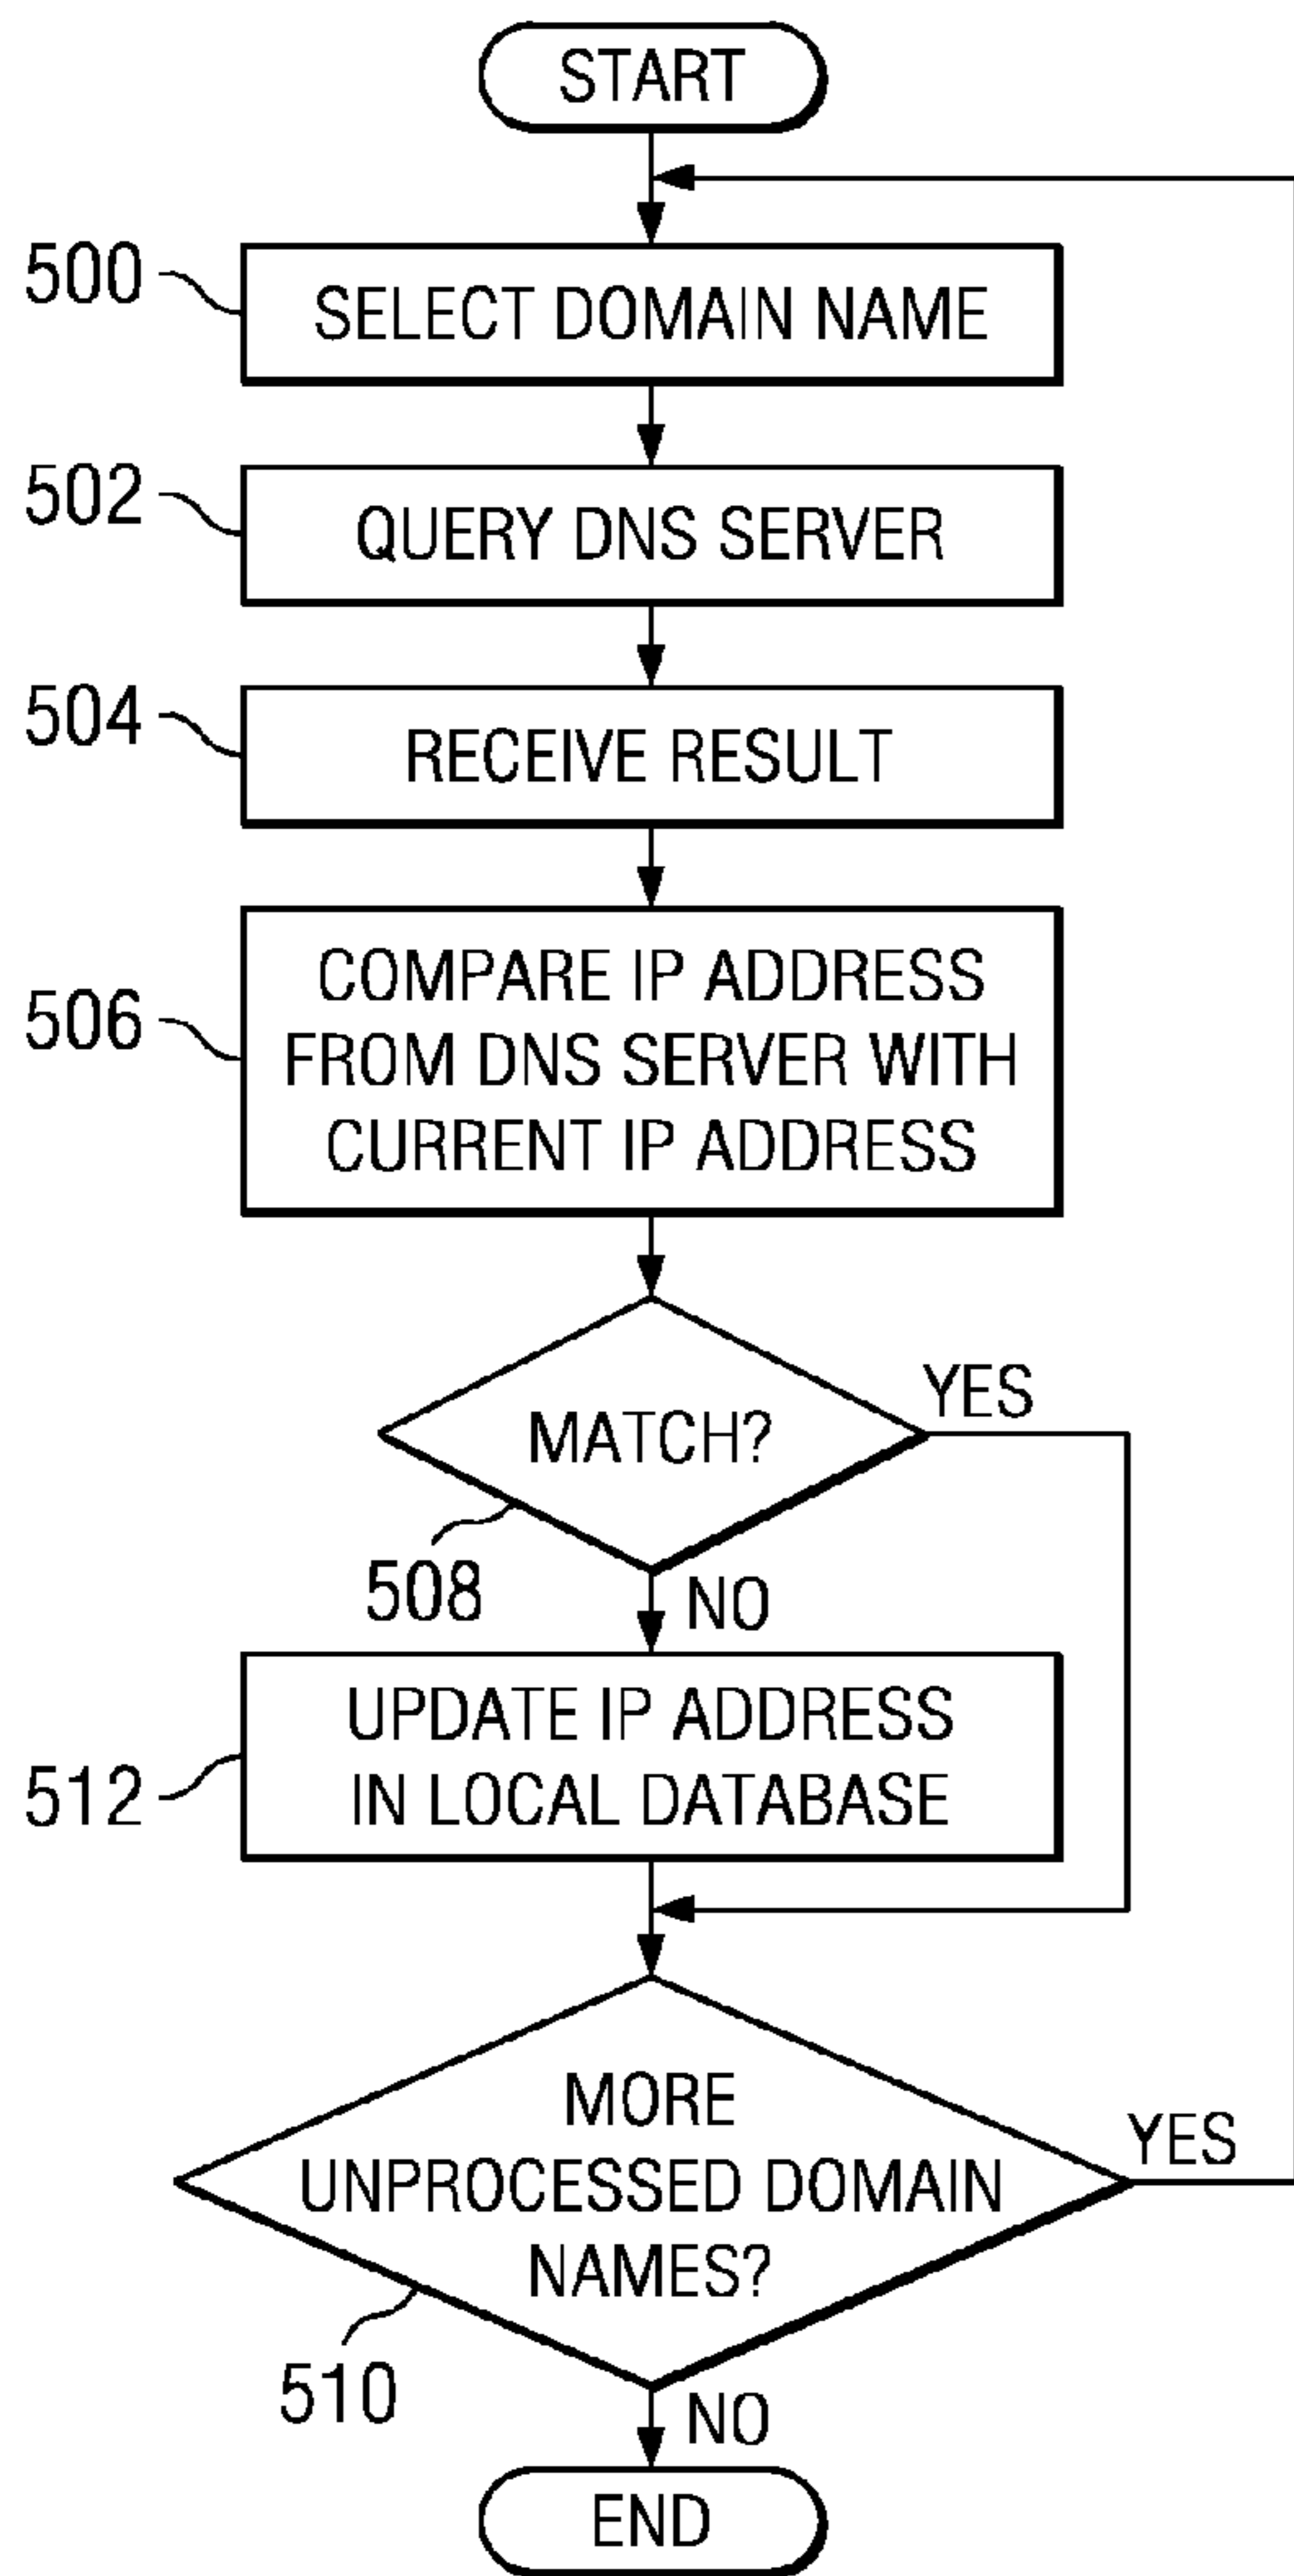 START
500
SELECT DOMAIN NAME
502
QUERY DNS SERVER
504
RECEIVE RESULT
506
COMPARE IP ADDRESS
FROM DNS SERVER WITH
CURRENT IP ADDRESS
MATCH?
YES
508
NO
512
UPDATE IP ADDRESS
IN LOCAL DATABASE
MORE
UNPROCESSED DOMAIN
NAMES?
YES
510
NO
END